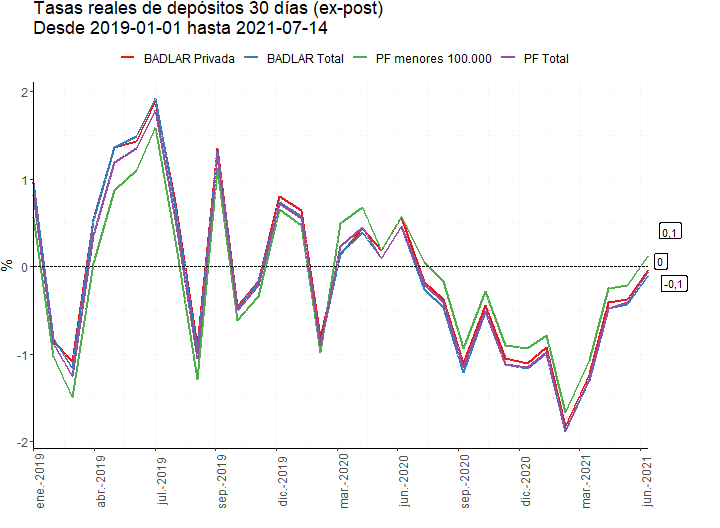 Tasas reales de depósitos 30 días (ex-post)
Desde 2019-01-01 hasta 2021-07-14
BADLAR Privada BADLAR Total PF menores 100.000 PF Total
%
2
1
0
-1
-2
0,1
0
-0,1
ene.-2019
abr.-2019
jul.-2019
sep.-2019
dic.-2019
mar.-2020
jun.-2020
sep.-2020
dic.-2020
mar.-2021
jun.-2021